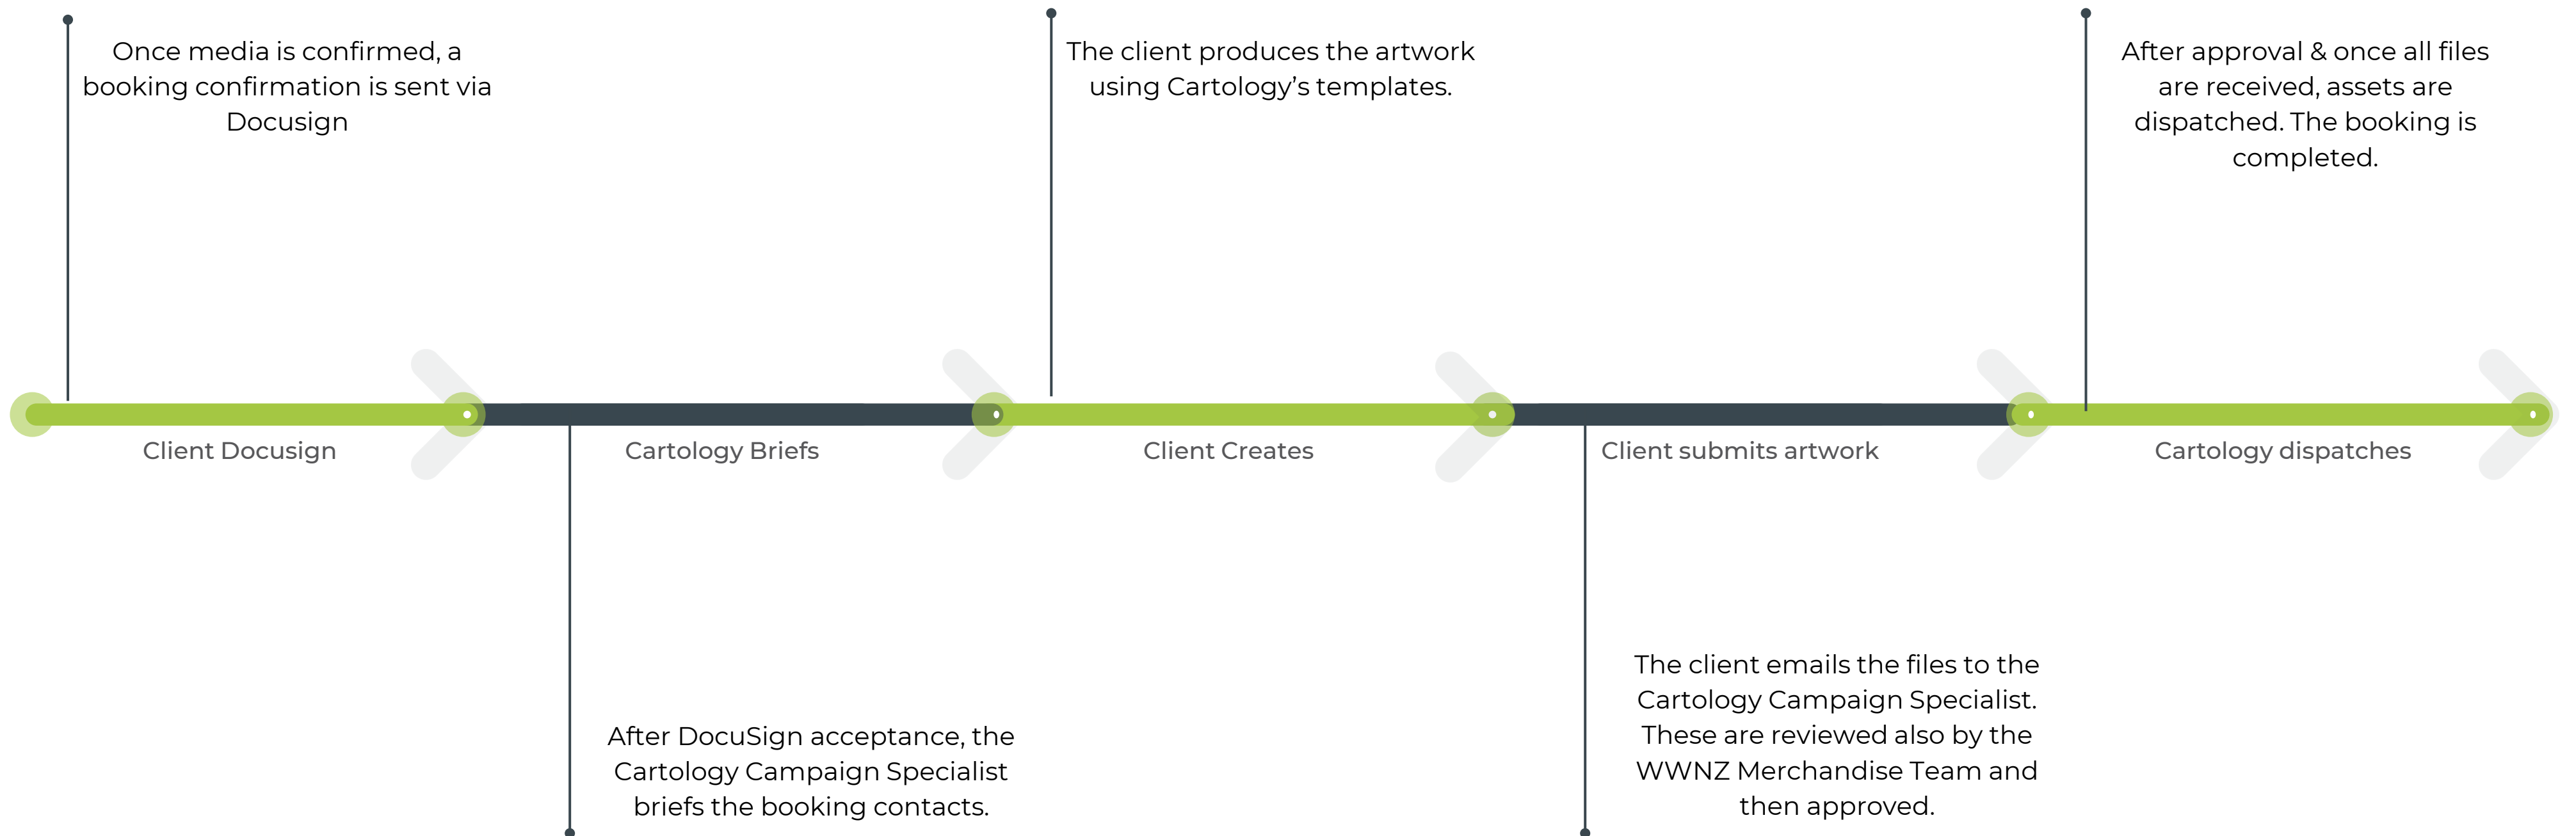 Once media is confirmed, a
booking confirmation is sent via
Docusign
The client produces the artwork
using Cartology’s templates.
After approval & once all files
are received, assets are
dispatched. The booking is
completed.
Client Docusign
Cartology Briefs
Client Creates
Client submits artwork
Cartology dispatches
After DocuSign acceptance, the
Cartology Campaign Specialist
briefs the booking contacts.
The client emails the files to the
Cartology Campaign Specialist.
These are reviewed also by the
WWNZ Merchandise Team and
then approved.